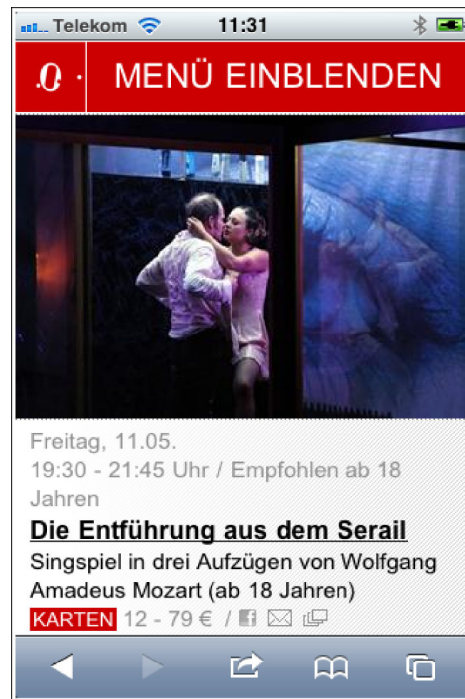 Telekom 11:31
MENÜ EINBLENDEN
Freitag, 11.05.
19:30 - 21:45 Uhr / Empfohlen ab 18
Jahren
Die Entführung aus dem Serail
Singspiel in drei Aufzügen von Wolfgang
Amadeus Mozart (ab 18 Jahren)
KARTEN 12 - 79 € /